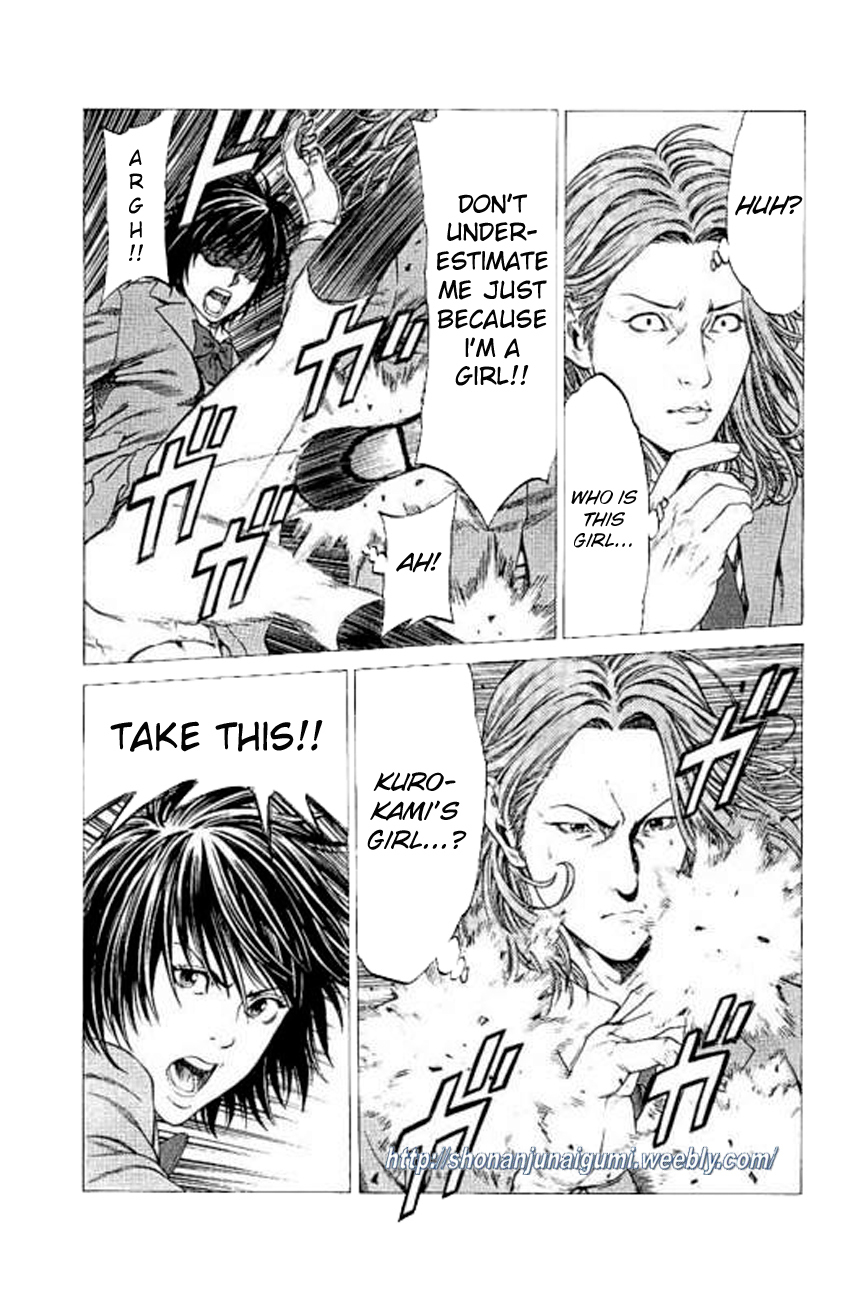 HUH?
WHO IS
THIS
GIRL...
DON'T
UNDER-
ESTIMATE
ME JUST
BECAUSE
I'M A
GIRL!!
AH!
A
R
G
H
!!
ド
ガ
ガ
ガ
ガ
ガ
ガ
KURO-
KAMI'S
GIRL...?
TAKE THIS!!
http://shonanjunaigumi.weebly.com/